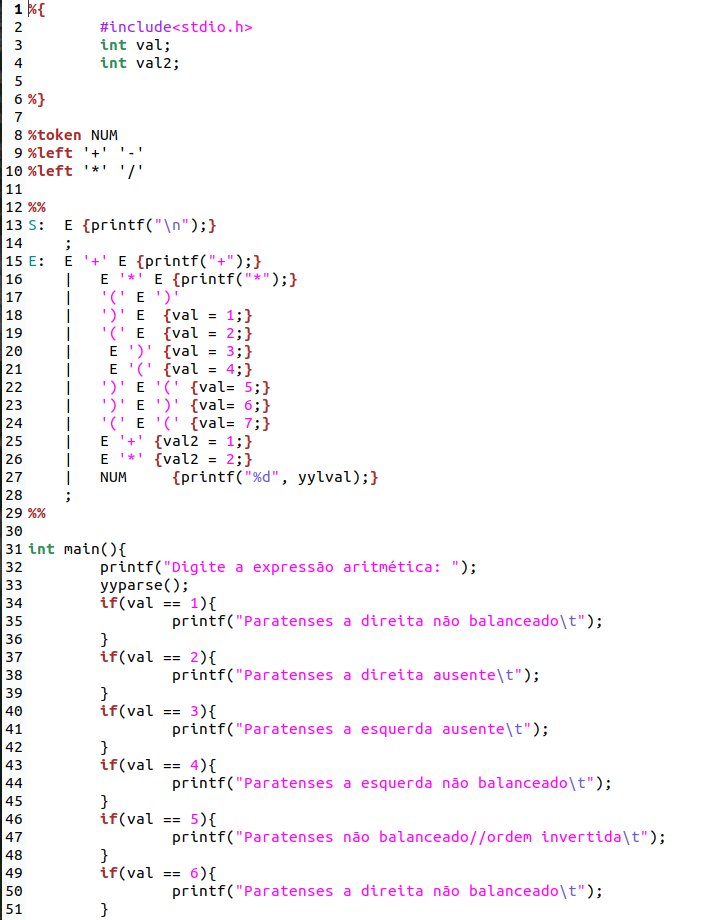 1 %{
2 #include<stdio.h>
3 int val;
4 int val2;
5
6 %}
7
8 %token NUM
9 %left '+' '-'
10 %left '*' '/'
11
12 %%
13 S: E {printf("\n");}
14 ;
15 E: E '+' E {printf("+");}
16 | E '*' E {printf("*");}
17 | '(' E ')'
18 | ')' E {val = 1;}
19 | '(' E {val = 2;}
20 | E ')' {val = 3;}
21 | E '(' {val = 4;}
22 | ')' E '(' {val= 5;}
23 | ')' E ')' {val= 6;}
24 | '(' E '(' {val= 7;}
25 | E '+' {val2 = 1;}
26 | E '*' {val2 = 2;}
27 | NUM {printf("%d", yylval);}
28 ;
29 %%
30
31 int main(){
32 printf("Digite a expressão aritmética: ");
33 yyparse();
34 if(val == 1){
35 printf("Paratenses a direita não balanceado\t");
36 }
37 if(val == 2){
38 printf("Paratenses a direita ausente\t");
39 }
40 if(val == 3){
41 printf("Paratenses a esquerda ausente\t");
42 }
43 if(val == 4){
44 printf("Paratenses a esquerda não balanceado\t");
45 }
46 if(val == 5){
47 printf("Paratenses não balanceado//ordem invertida\t");
48 }
49 if(val == 6){
50 printf("Paratenses a direita não balanceado\t");
51 }